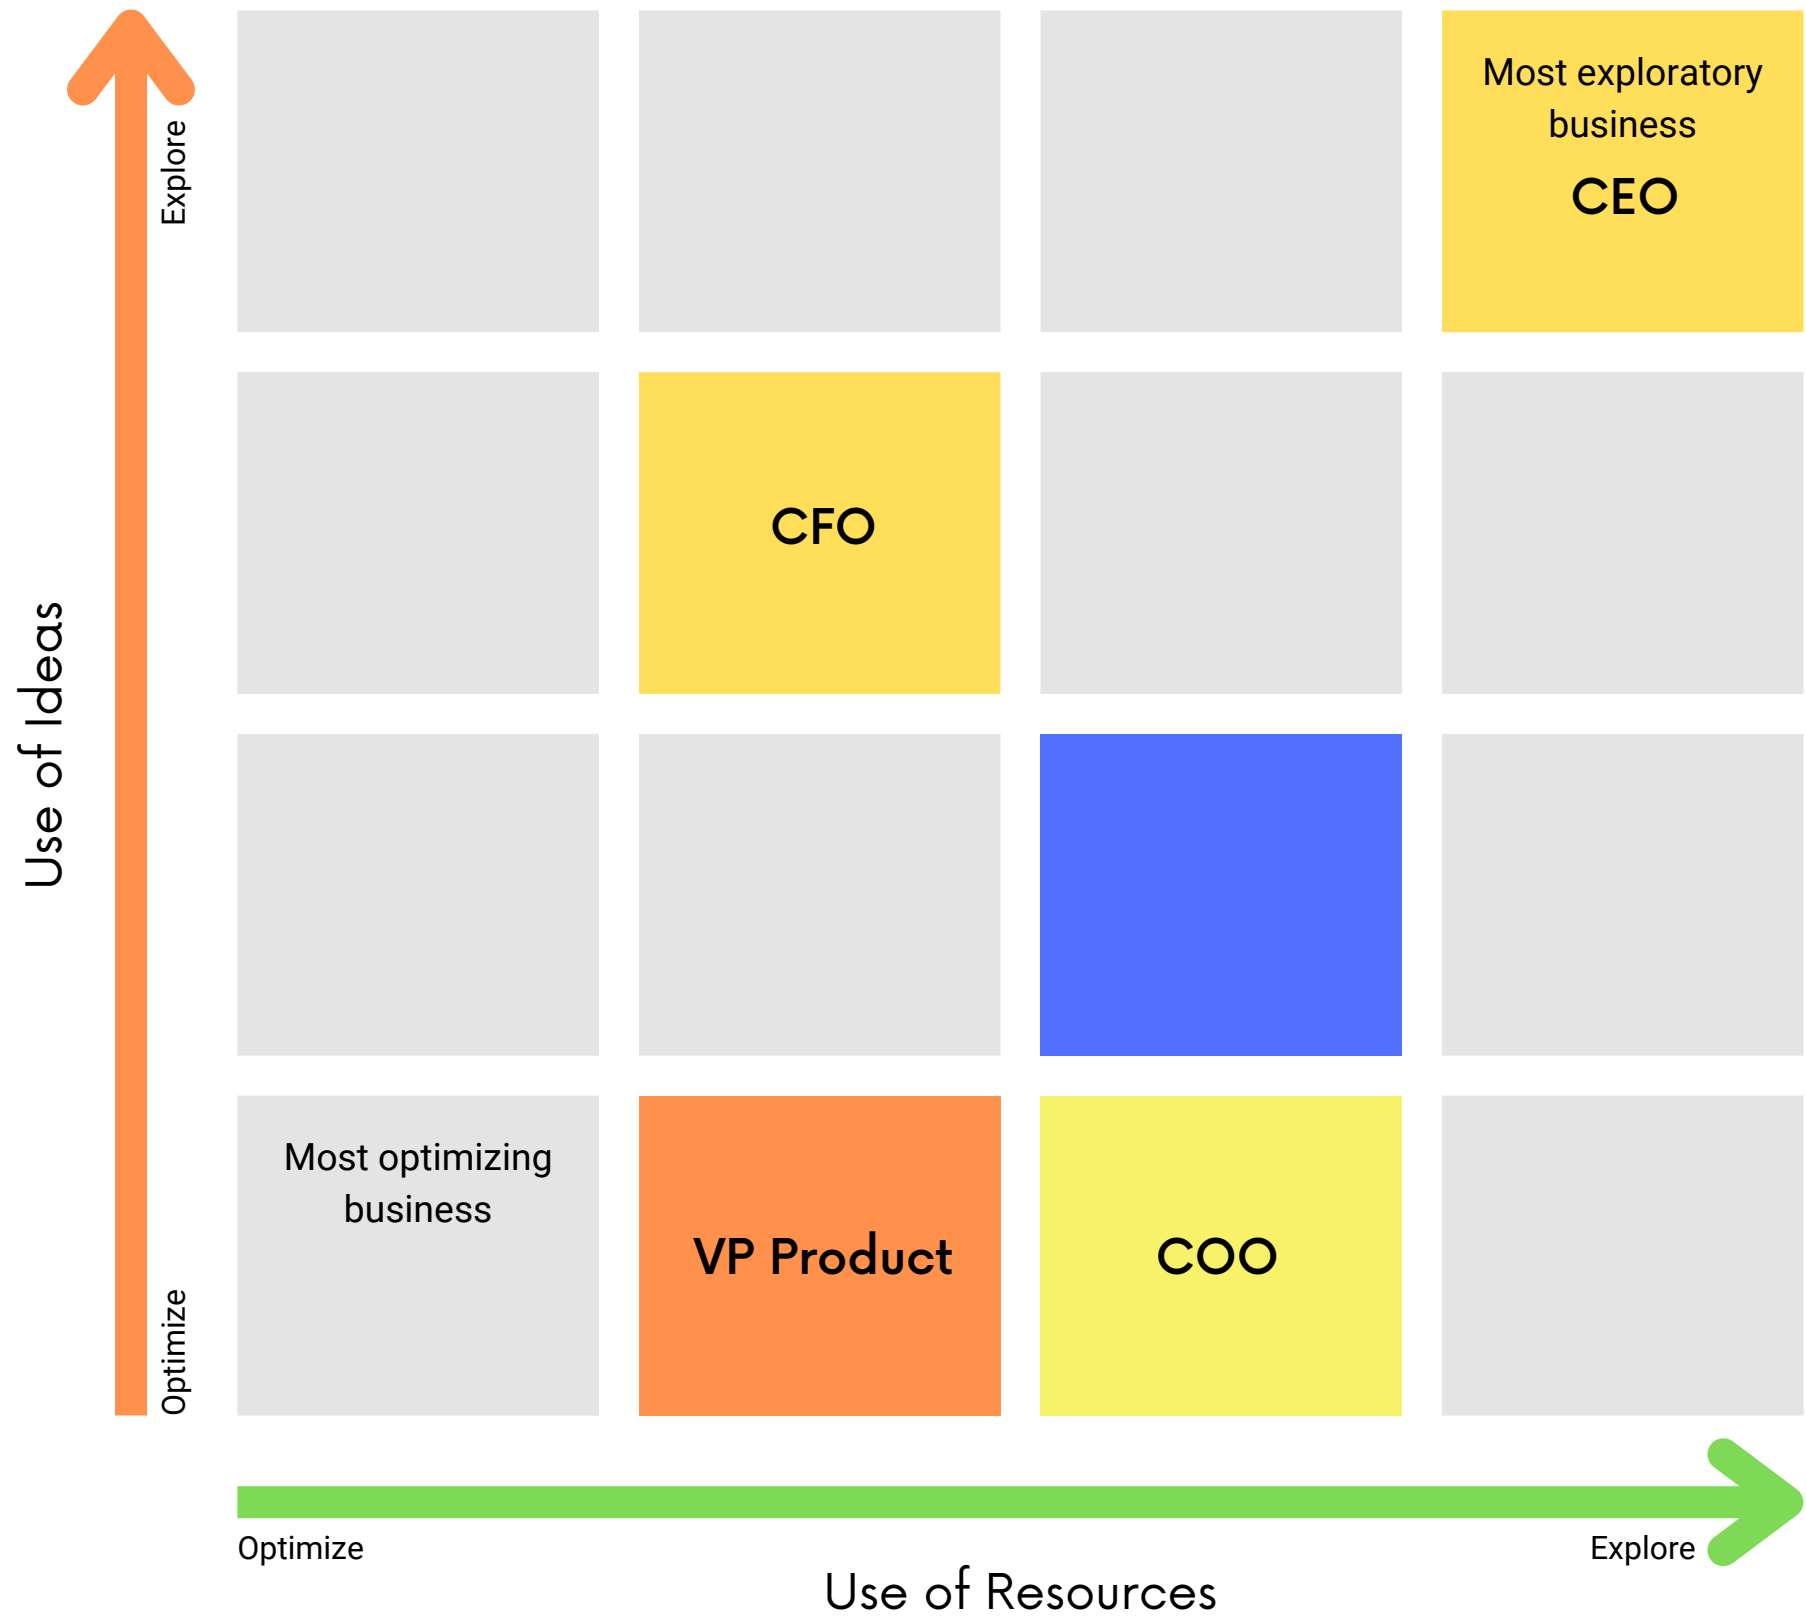 Most exploratory
business
CEO
Explore
CFO
Use of Ideas
Most optimizing
business
VP Product
COO
Optimize
Optimize
Explore
Use of Resources